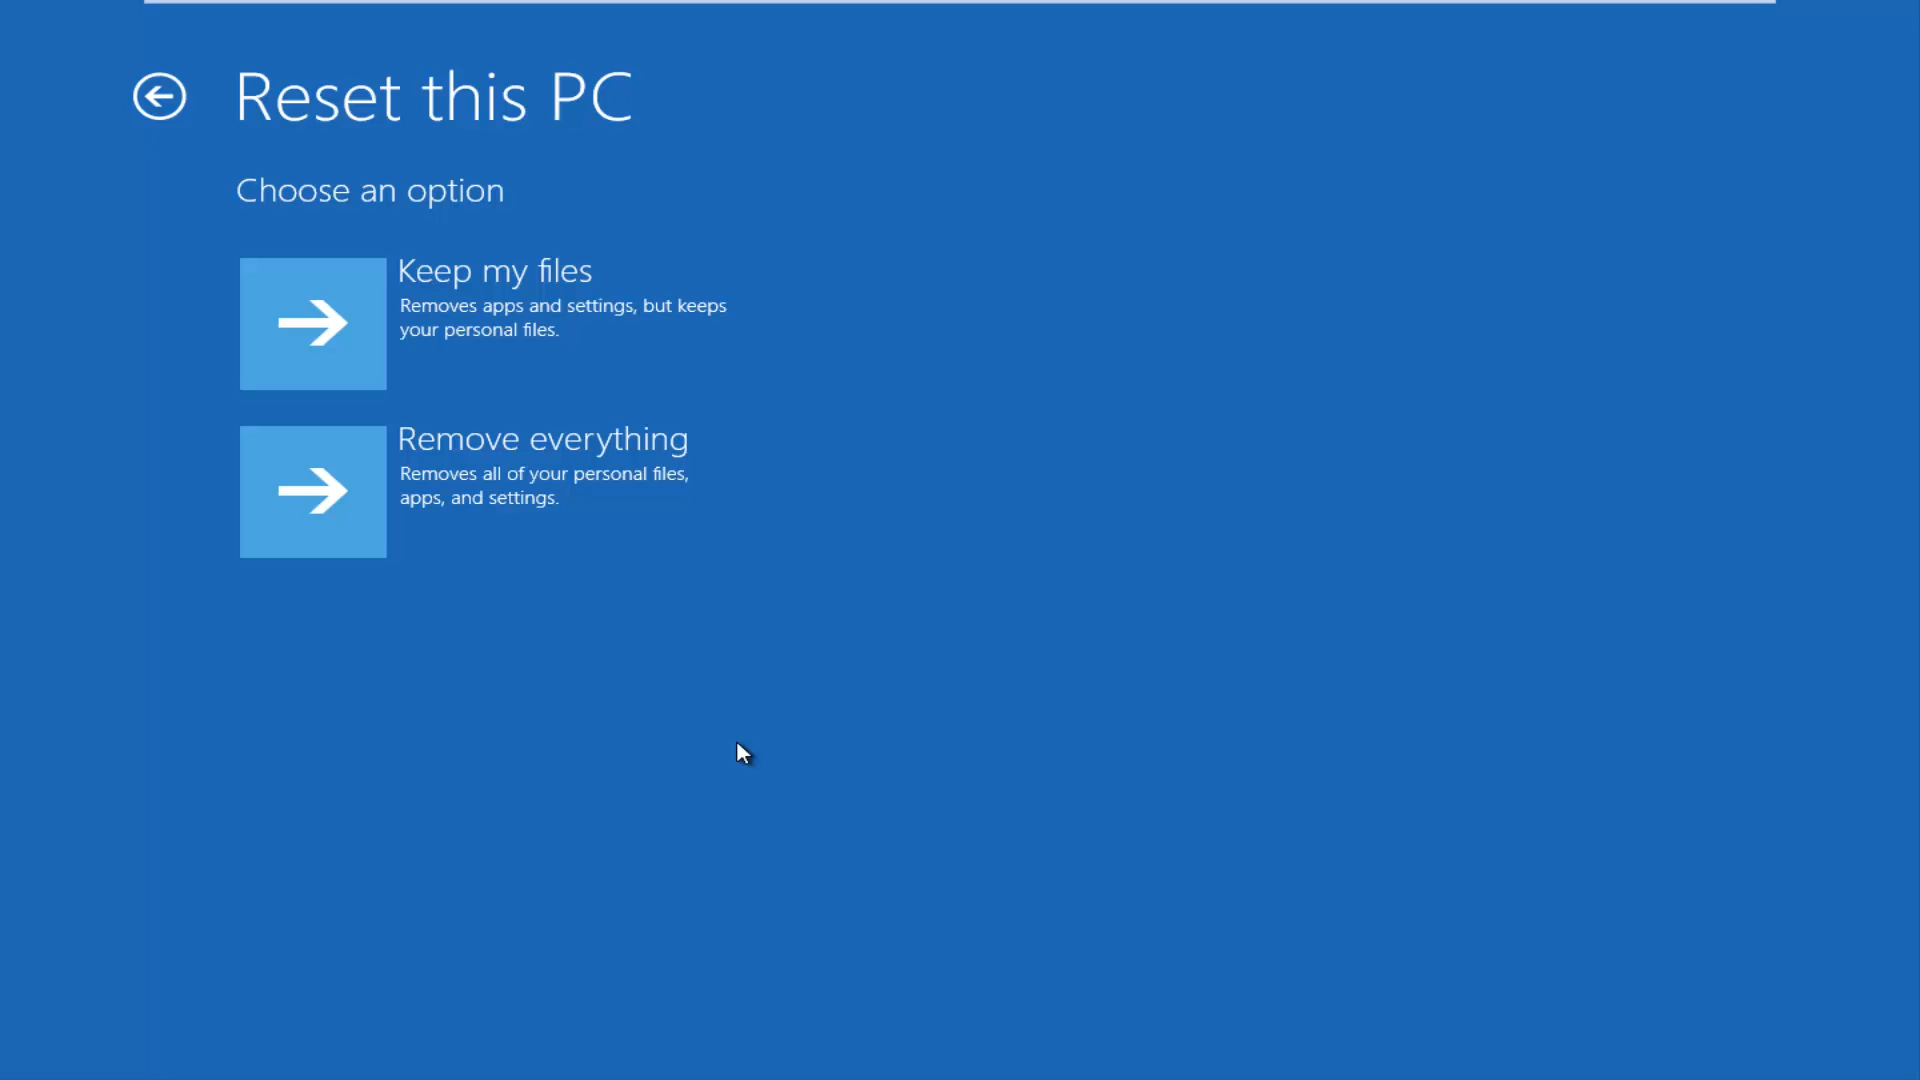 Reset this PC
Choose an option
Keep my files
Removes apps and settings, but keeps
your personal files.
Remove everything
Removes all of your personal files,
apps, and settings.